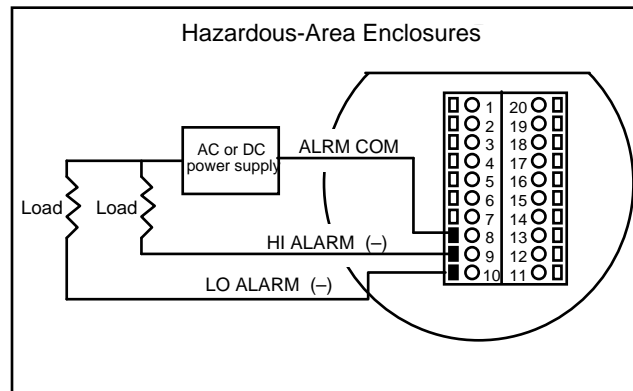 Hazardous-Area Enclosures
AC or DC
power supply
ALRM COM
Load
Load
HI ALARM (–)
LO ALARM (–)
1 20
2 19
3 18
4 17
5 16
6 15
7 14
8 13
9 12
10 11